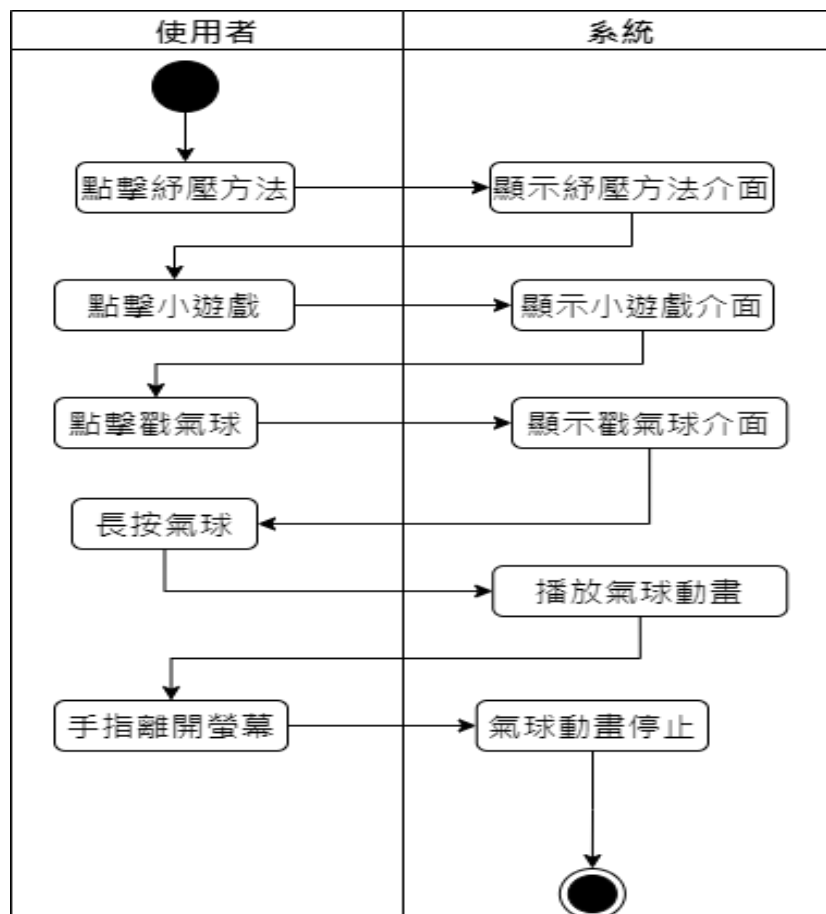 使用者
系統
點擊紓壓方法
顯示紓壓方法介面
點擊小遊戲
顯示小遊戲介面
點擊戳氣球
顯示戳氣球介面
長按氣球
播放氣球動畫
手指離開螢幕
氣球動畫停止